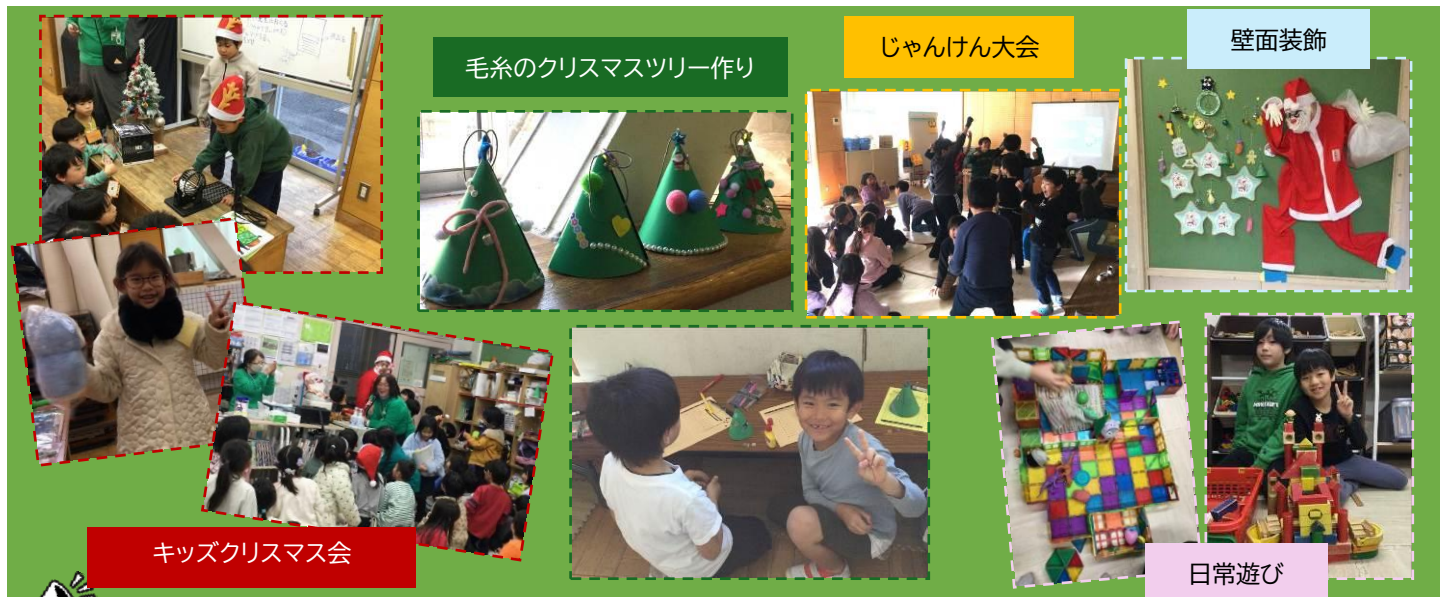 毛糸のクリスマスツリー作り
じゃんけん大会
壁面装飾
キッズクリスマス会
日常遊び